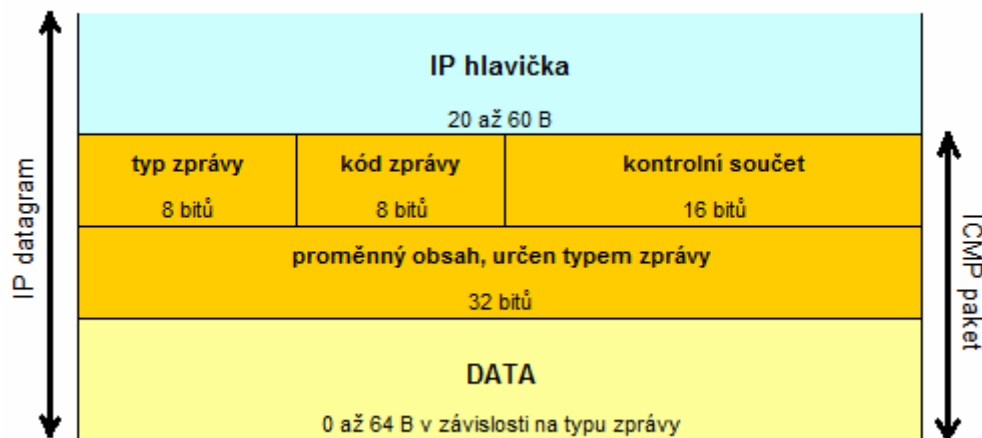 IP datagram
IP hlavička
20 až 60 B
typ zprávy
8 bitů
kód zprávy
8 bitů
kontrolní součet
16 bitů
proměnný obsah, určen typem zprávy
32 bitů
DATA
0 až 64 B v závislosti na typu zprávy
ICMP paket